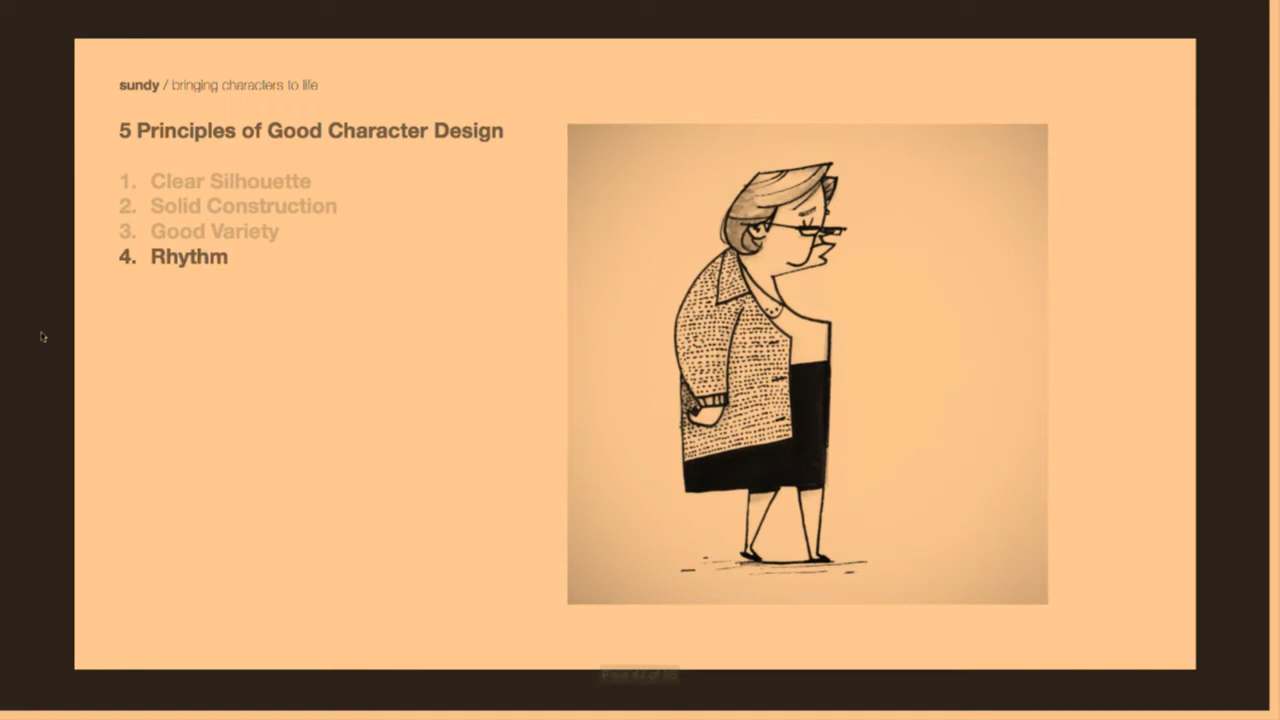 sundy / bringing characters to life
5 Principles of Good Character Design
1. Clear Silhouette
2. Solid Construction
3. Good Variety
4. Rhythm